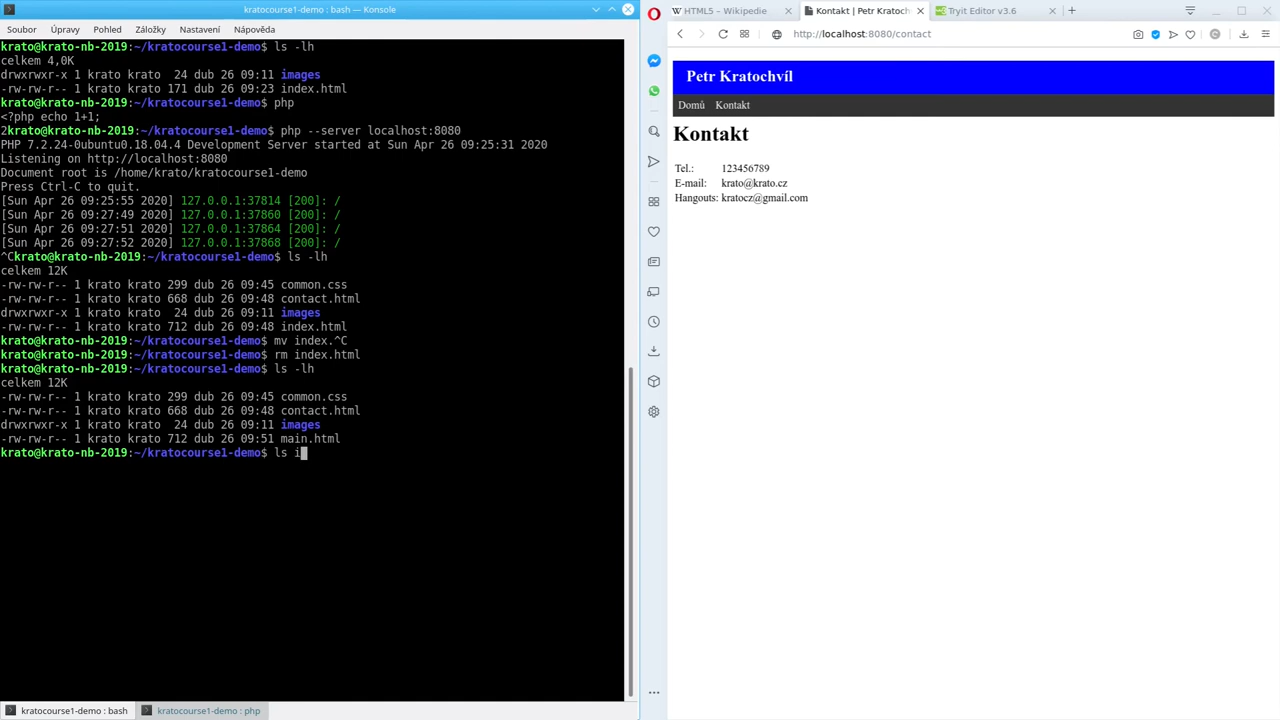 kratocourse1-demo : bash — Konsole
Soubor Úpravy Pohled Záložky Nastavení Nápověda
krato@krato-nb-2019:~/kratocourse1-demo$ ls -lh
celkem 4,0K
drwxrwxr-x 1 krato krato  24 dub 26 09:11 images
-rw-rw-r-- 1 krato krato 171 dub 26 09:23 index.html
krato@krato-nb-2019:~/kratocourse1-demo$ php
<?php echo 1+1;
2krato@krato-nb-2019:~/kratocourse1-demo$ php --server localhost:8080
PHP 7.2.24-0ubuntu0.18.04.4 Development Server started at Sun Apr 26 09:25:31 2020
Listening on http://localhost:8080
Document root is /home/krato/kratocourse1-demo
Press Ctrl-C to quit.
[Sun Apr 26 09:25:55 2020] 127.0.0.1:37814 [200]: /
[Sun Apr 26 09:27:49 2020] 127.0.0.1:37860 [200]: /
[Sun Apr 26 09:27:51 2020] 127.0.0.1:37864 [200]: /
[Sun Apr 26 09:27:52 2020] 127.0.0.1:37868 [200]: /
^Ckrato@krato-nb-2019:~/kratocourse1-demo$ ls -lh
celkem 12K
-rw-rw-r-- 1 krato krato 299 dub 26 09:45 common.css
-rw-rw-r-- 1 krato krato 668 dub 26 09:48 contact.html
drwxrwxr-x 1 krato krato  24 dub 26 09:11 images
-rw-rw-r-- 1 krato krato 712 dub 26 09:48 index.html
krato@krato-nb-2019:~/kratocourse1-demo$ mv index.^C
krato@krato-nb-2019:~/kratocourse1-demo$ rm index.html
krato@krato-nb-2019:~/kratocourse1-demo$ ls -lh
celkem 12K
-rw-rw-r-- 1 krato krato 299 dub 26 09:45 common.css
-rw-rw-r-- 1 krato krato 668 dub 26 09:48 contact.html
drwxrwxr-x 1 krato krato  24 dub 26 09:11 images
-rw-rw-r-- 1 krato krato 712 dub 26 09:51 main.html
krato@krato-nb-2019:~/kratocourse1-demo$ ls i
kratocourse1-demo : bash
kratocourse1-demo : php
HTML5 – Wikipedie
Kontakt | Petr Kratoch
Tryit Editor v3.6
http://localhost:8080/contact
Petr Kratochvíl
Domů Kontakt
Kontakt
Tel.: 123456789
E-mail: krato@krato.cz
Hangouts: kratocz@gmail.com